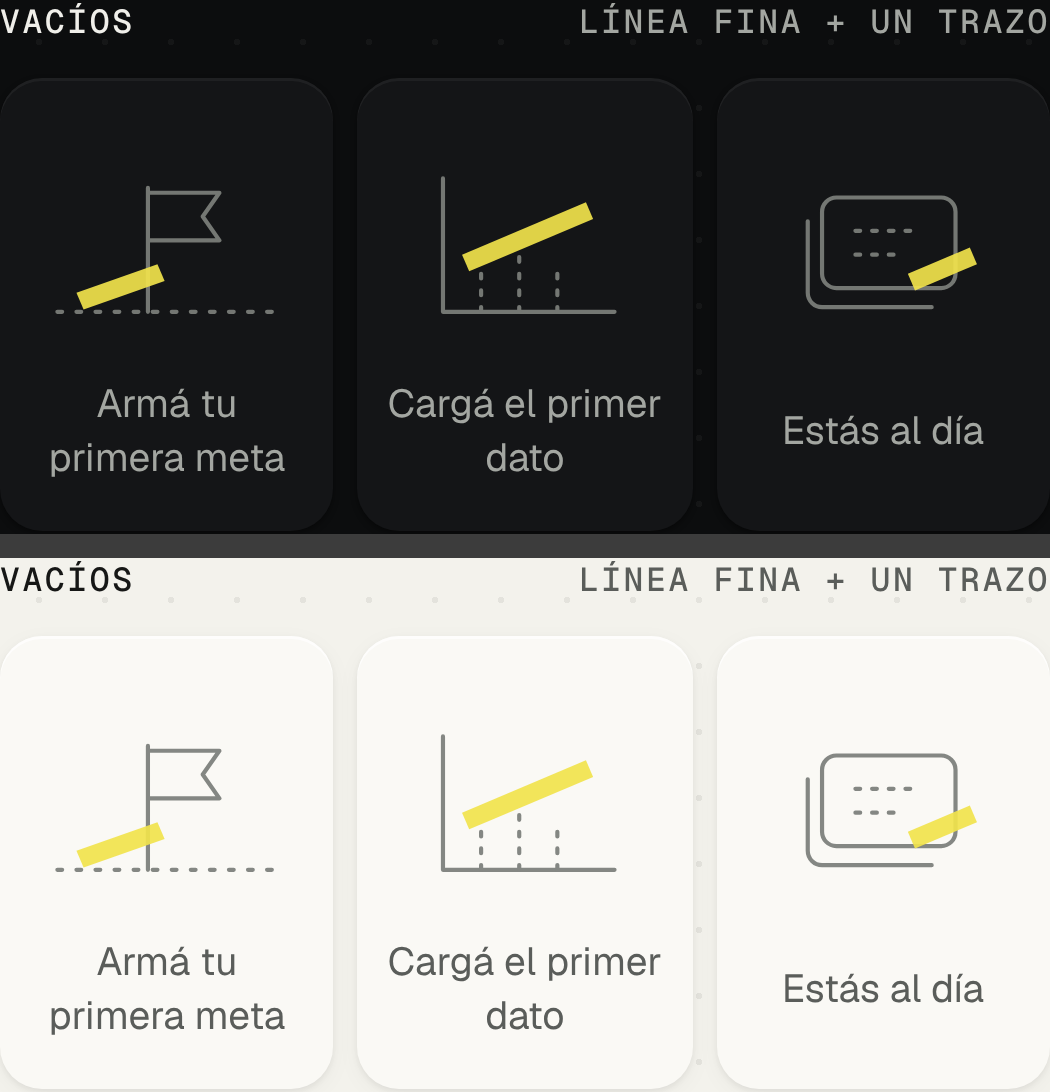 VACÍOS
LÍNEA FINA + UN TRAZO
Armá tu
primera meta
Cargá el primer
dato
Estás al día
VACÍOS
LÍNEA FINA + UN TRAZO
Armá tu
primera meta
Cargá el primer
dato
Estás al día